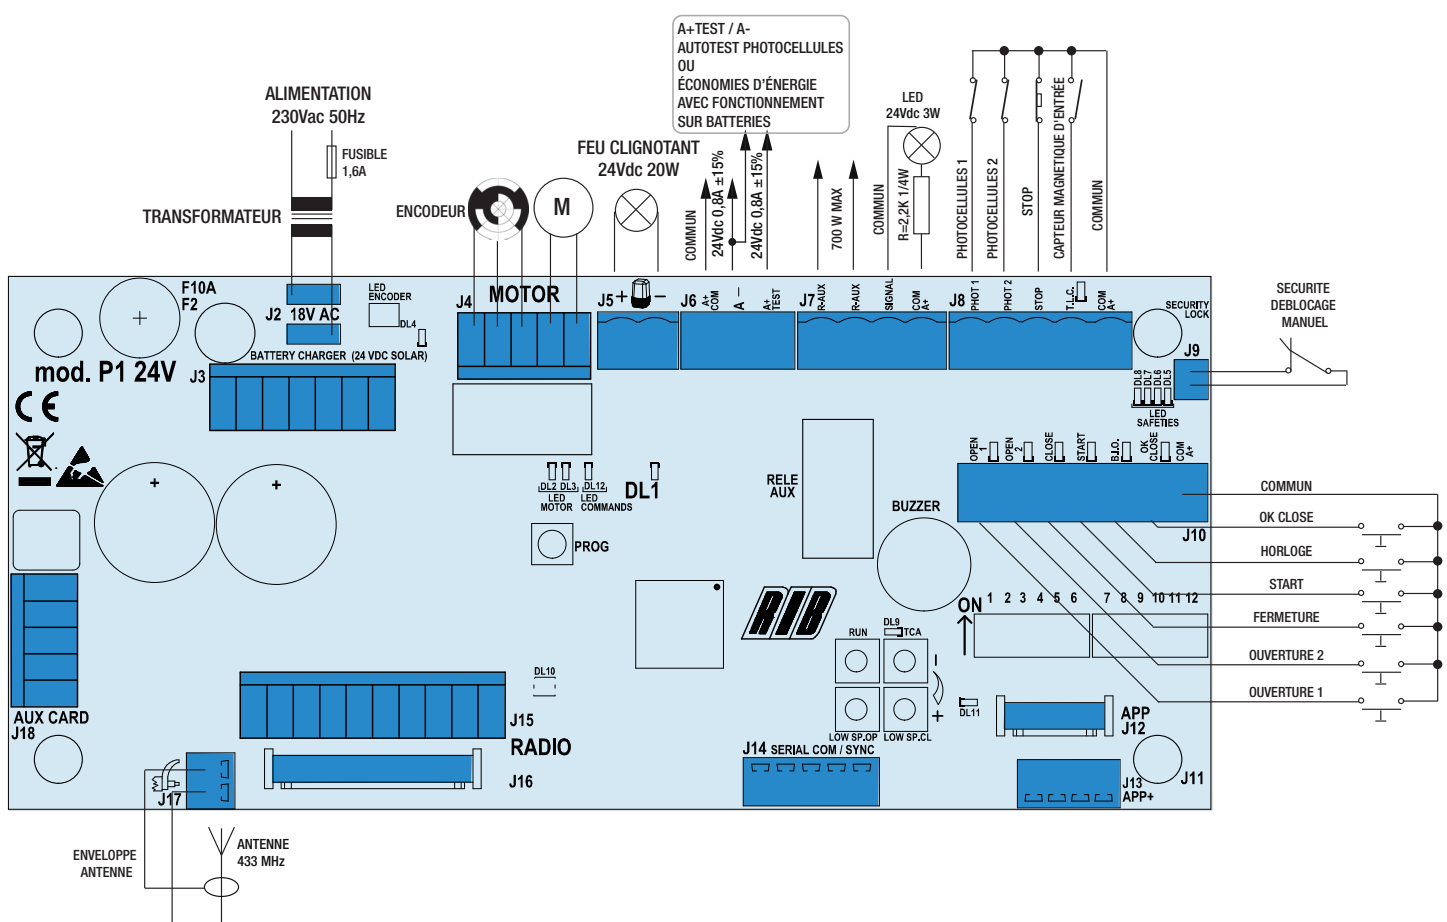 A+TEST / A-
AUTOTEST PHOTOCELLULES
OU
ÉCONOMIES D'ÉNERGIE
AVEC FONCTIONNEMENT
SUR BATTERIES
ALIMENTATION
230Vac 50Hz
FUSIBLE
1,6A
TRANSFORMATEUR
ENCODEUR
M
FEU CLIGNOTANT
24Vdc 20W
COMMUN
24Vdc 0,8A ±15%
24Vdc 0,8A ±15%
700 W MAX
COMMUN
R=2,2K 1/4W
LED
24Vdc 3W
PHOTOCELLULES 1
PHOTOCELLULES 2
STOP
CAPTEUR MAGNETIQUE D'ENTRÉE
COMMUN
F10A
F2
J2 18V AC
LED
ENCODER
DL4
BATTERY CHARGER (24 VDC SOLAR)
J3
mod. P1 24V
CE
J4
MOTOR
J5
+
-
J6
A+
COM
A -
A+
TEST
J7
R-AUX
R-AUX
SIGNAL
COM
A+
J8
PHOT 1
PHOT 2
STOP
T.I.C.
COM
A+
SECURITY
LOCK
J9
SECURITE
DEBLOCAGE
MANUEL
DL8
DL7
DL6
DL5
LED
SAFETIES
OPEN
1
OPEN
2
CLOSE
START
B.I.O.
OK
CLOSE
COM
A+
J10
COMMUN
OK CLOSE
HORLOGE
START
FERMETURE
OUVERTURE 2
OUVERTURE 1
+
+
DL2 DL3
LED
MOTOR
DL12
LED
COMMANDS
DL1
PROG
RELE
AUX
BUZZER
RIB
ON
1 2 3 4 5 6
7 8 9 10 11 12
RUN
DL9
TCA
-
+
LOW SP.OP
LOW SP.CL
DL11
APP
J12
J11
J13
APP+
J14 SERIAL COM / SYNC
DL10
J15
RADIO
J16
AUX CARD
J18
J17
ENVELOPPE
ANTENNE
ANTENNE
433 MHz